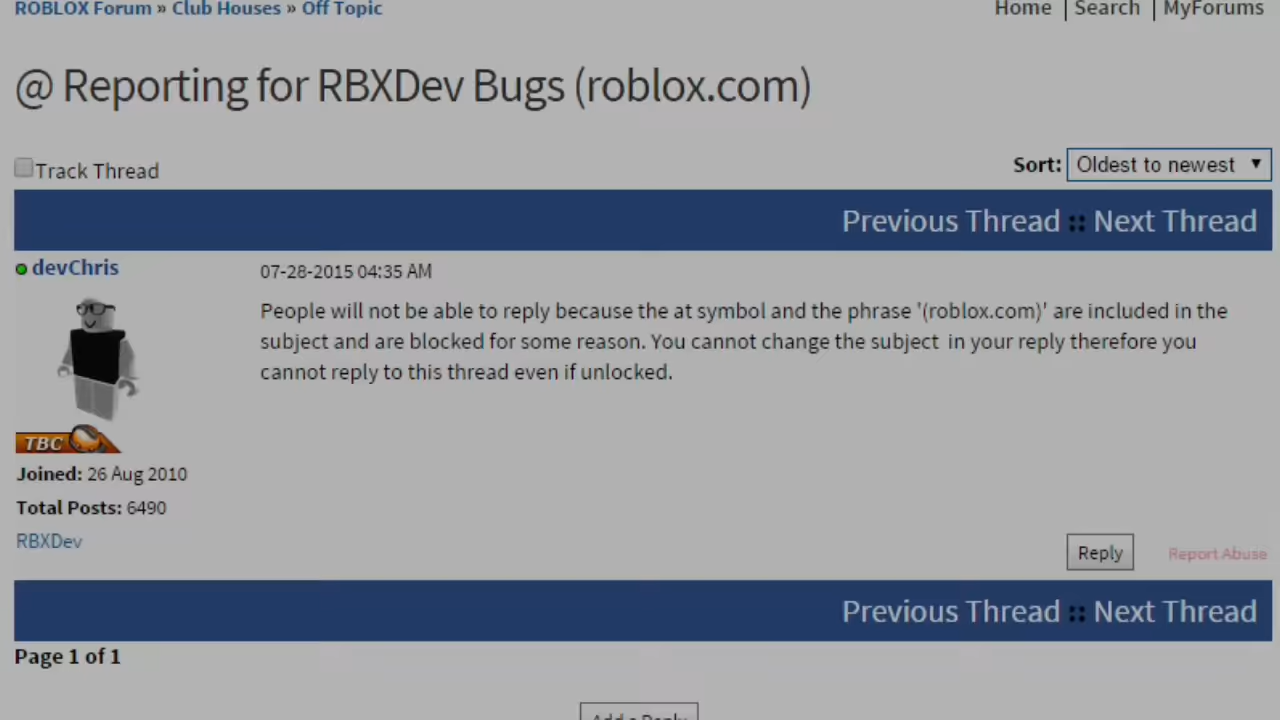 ROBLOX Forum » Club Houses » Off Topic
Home | Search | MyForums
@ Reporting for RBXDev Bugs (roblox.com)
Track Thread
Sort: Oldest to newest
Previous Thread :: Next Thread
devChris
07-28-2015 04:35 AM
People will not be able to reply because the at symbol and the phrase '(roblox.com)' are included in the
subject and are blocked for some reason. You cannot change the subject in your reply therefore you
cannot reply to this thread even if unlocked.
TBC
Joined: 26 Aug 2010
Total Posts: 6490
RBXDev
Reply Report Abuse
Previous Thread :: Next Thread
Page 1 of 1
Add a Reply